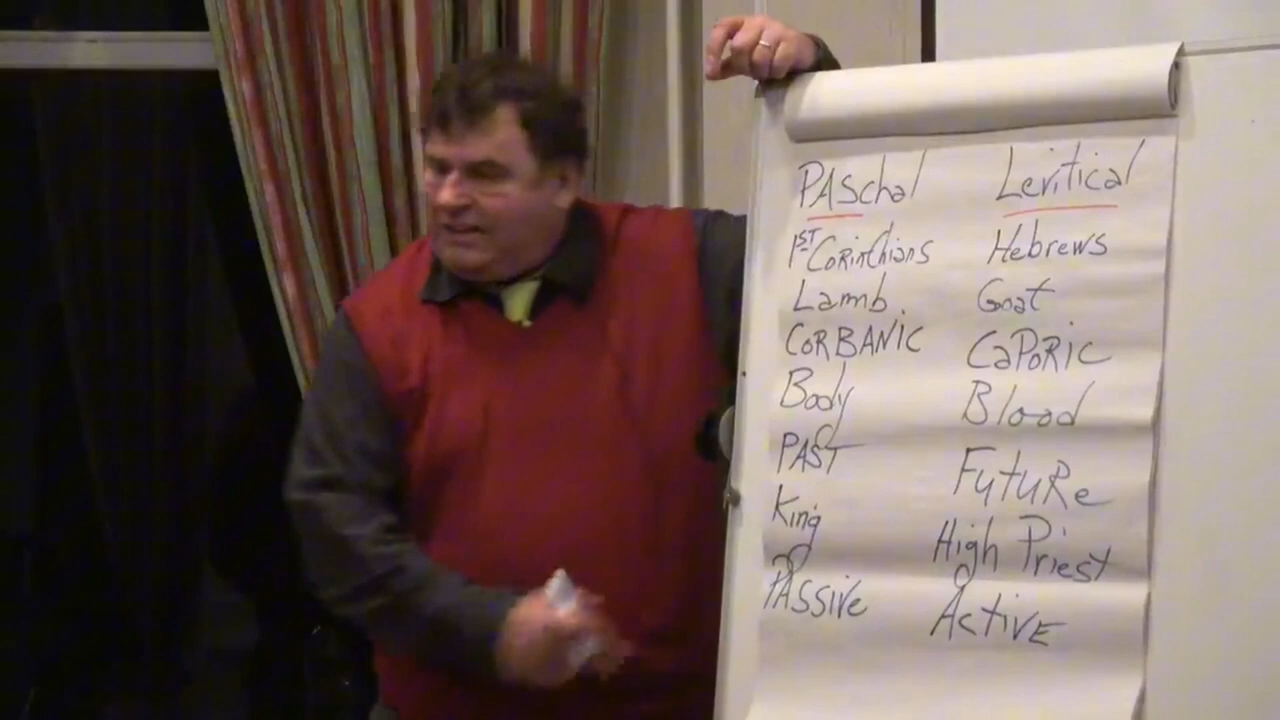 PASchal Levitical
1ST Corinthians Hebrews
Lamb Goat
CORBANIC CaPORIC
Body Blood
PAST FutuRe
King High Priest
PASsive ActivE